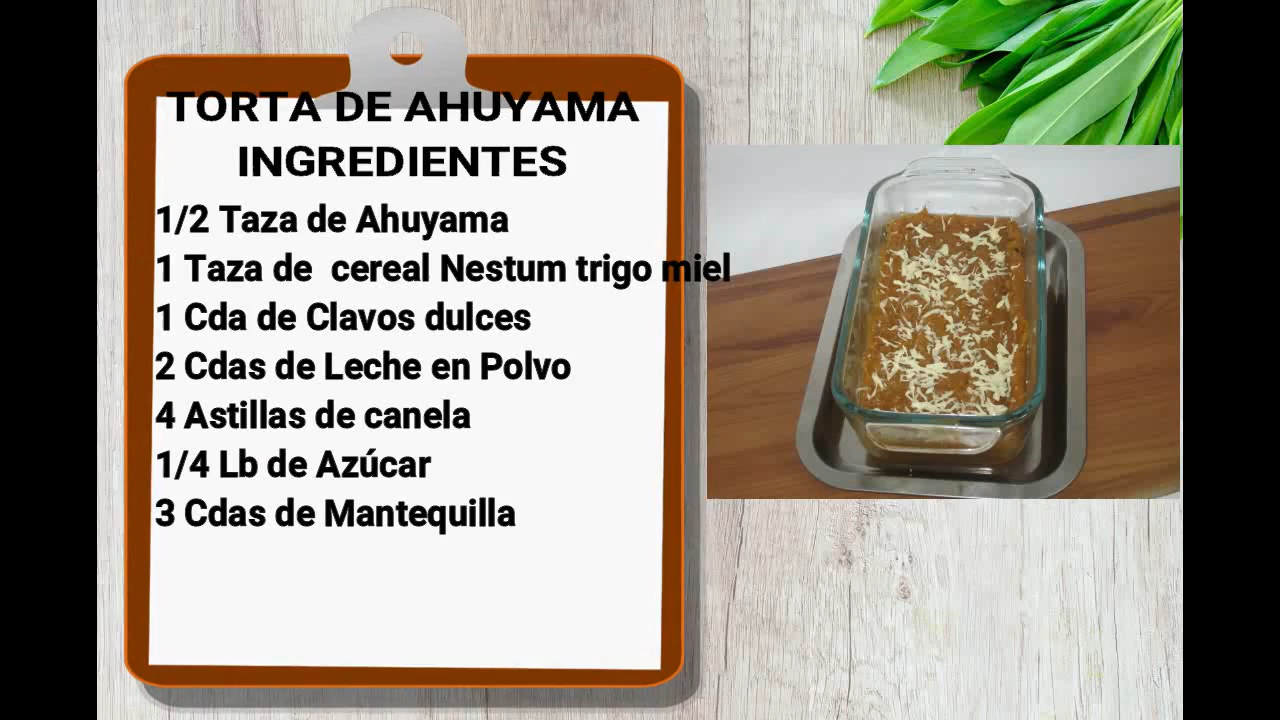 TORTA DE AHUYAMA
INGREDIENTES
1/2 Taza de Ahuyama
1 Taza de cereal Nestum trigo miel
1 Cda de Clavos dulces
2 Cdas de Leche en Polvo
4 Astillas de canela
1/4 Lb de Azúcar
3 Cdas de Mantequilla